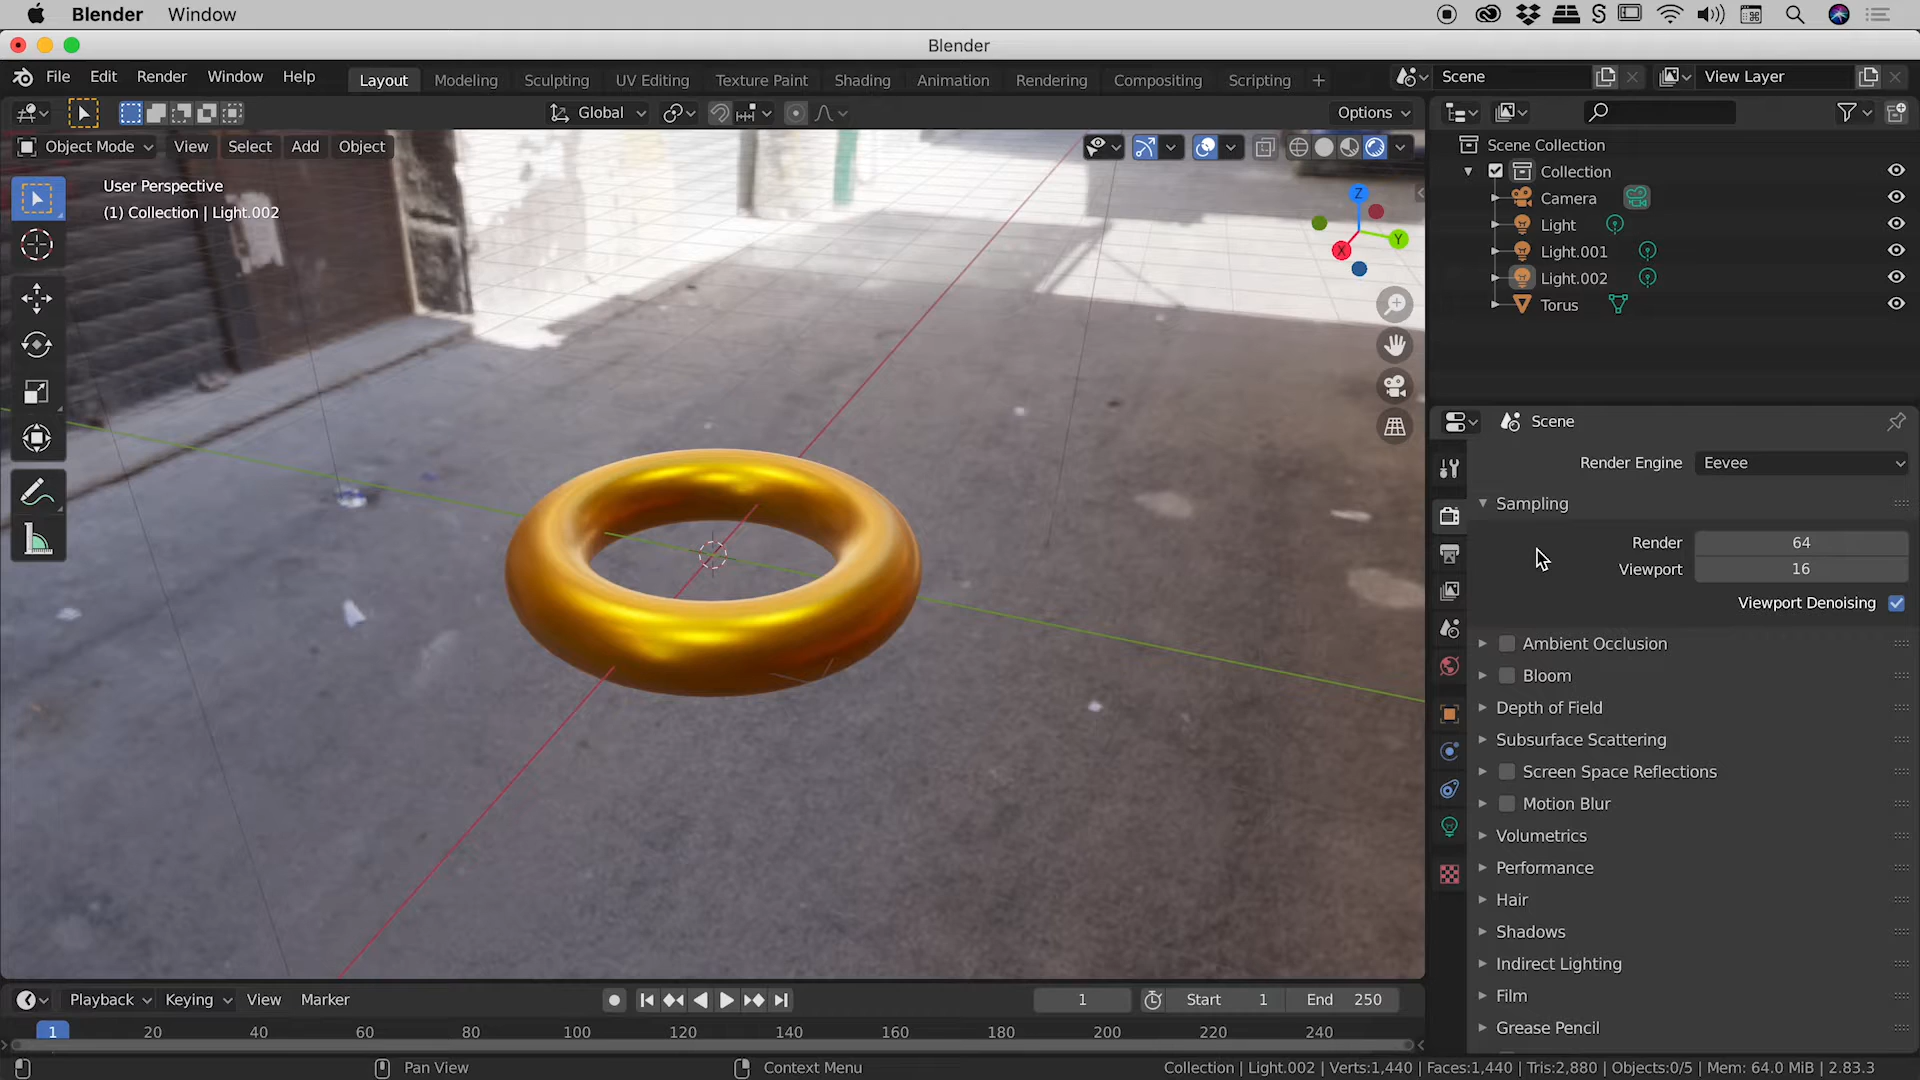 Blender Window
Blender
File Edit Render Window Help Layout Modeling Sculpting UV Editing Texture Paint Shading Animation Rendering Compositing Scripting + Scene View Layer
Global Options
Object Mode View Select Add Object
User Perspective
(1) Collection | Light.002
Z
Y
X
Scene Collection
Collection
Camera
Light
Light.001
Light.002
Torus
Scene
Render Engine Eevee
Sampling
Render 64
Viewport 16
Viewport Denoising
Ambient Occlusion
Bloom
Depth of Field
Subsurface Scattering
Screen Space Reflections
Motion Blur
Volumetrics
Performance
Hair
Shadows
Indirect Lighting
Film
Grease Pencil
Playback Keying View Marker 1 Start 1 End 250
1 20 40 60 80 100 120 140 160 180 200 220 240
Pan View Context Menu Collection | Light.002 | Verts:1,440 | Faces:1,440 | Tris:2,880 | Objects:0/5 | Mem: 64.0 MiB | 2.83.3